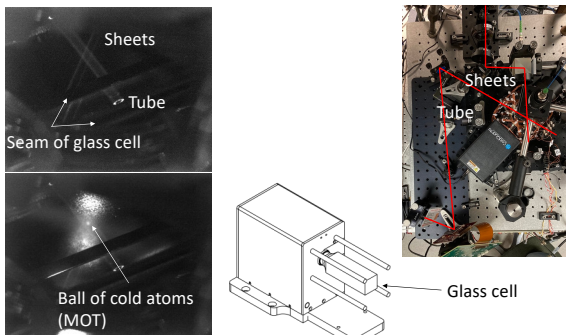 Sheets
Tube
Seam of glass cell
Ball of cold atoms
(MOT)
Sheets
Tube
Glass cell